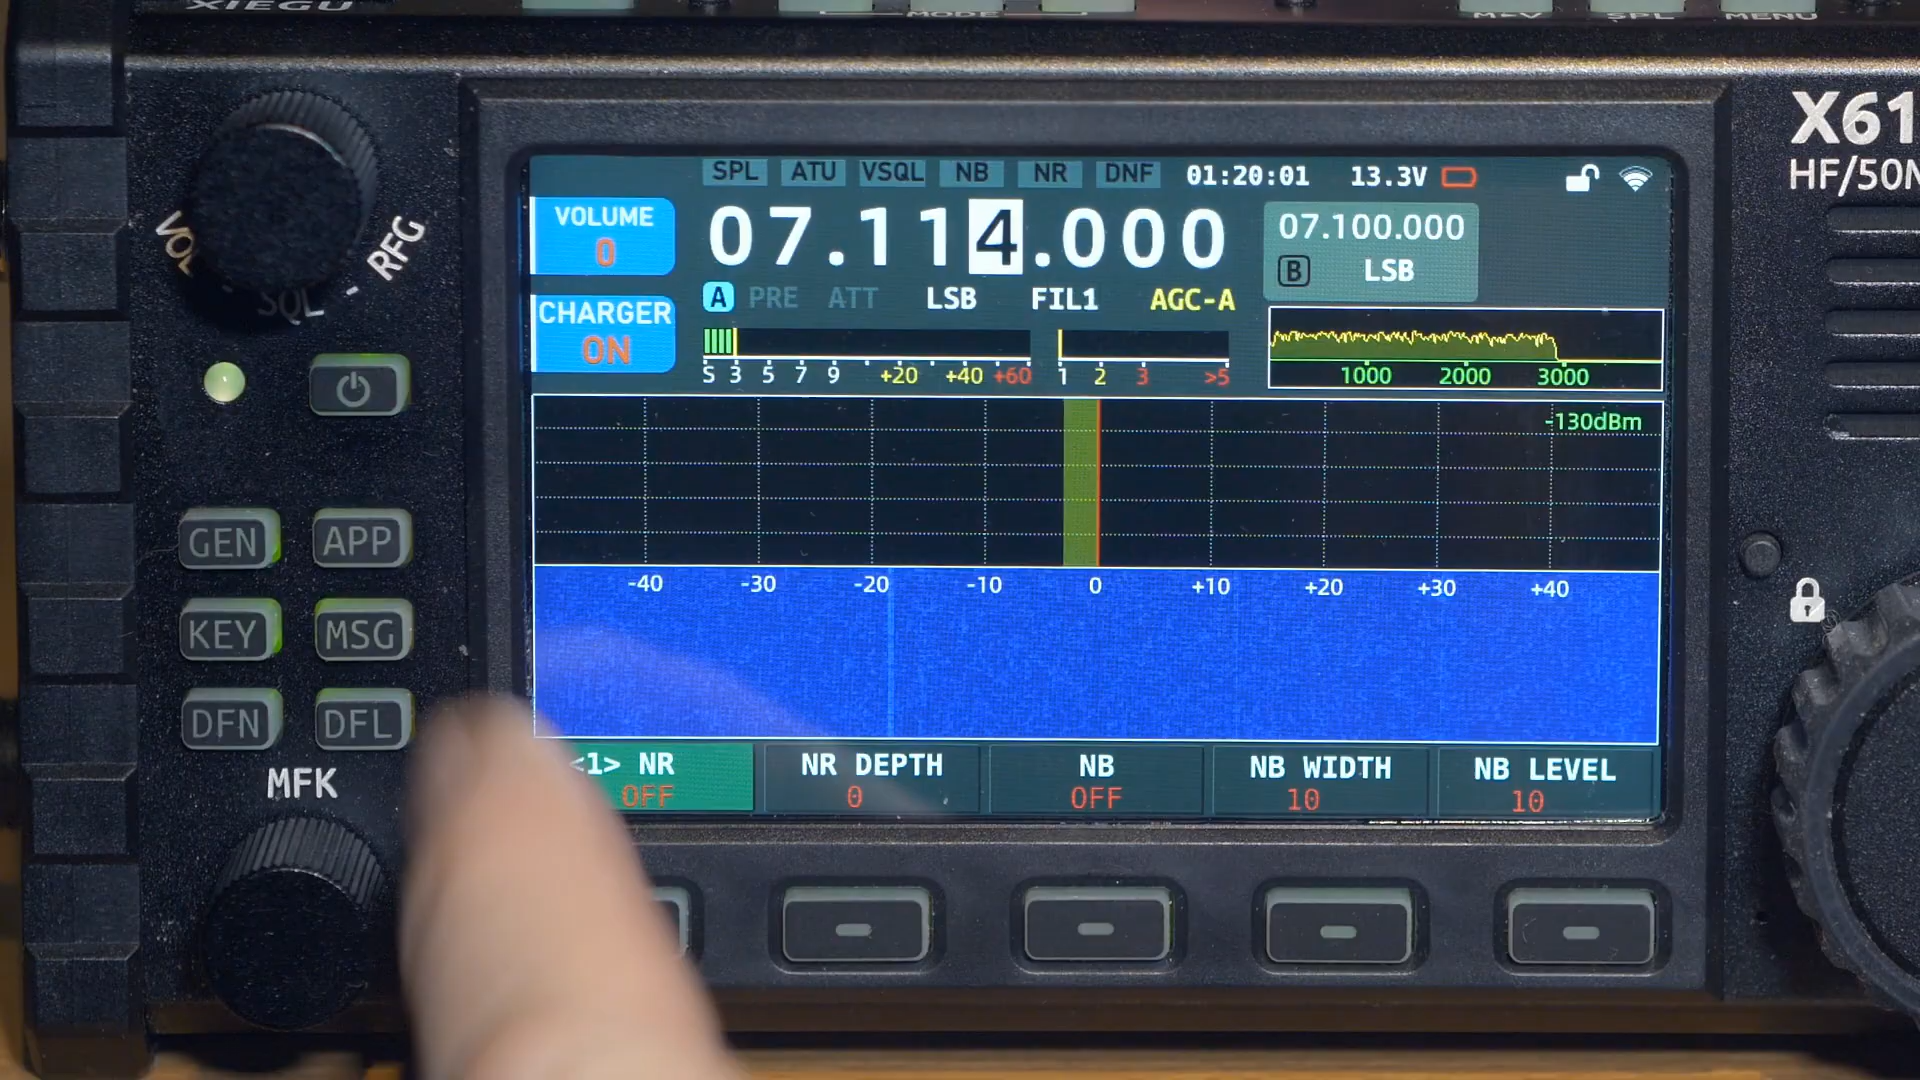 XIEGU MODE M◄V SPL MENU
X61
HF/50M
VOL SQL RFG
SPL ATU VSQL NB NR DNF 01:20:01 13.3V
VOLUME
0
07.114.000
07.100.000
B LSB
CHARGER
ON
A PRE ATT LSB FIL1 AGC-A
S 3 5 7 9 +20 +40 +60 1 2 3 >5
1000 2000 3000
-130dBm
GEN APP
KEY MSG
DFN DFL
MFK
-40 -30 -20 -10 0 +10 +20 +30 +40
<1> NR
OFF
NR DEPTH
0
NB
OFF
NB WIDTH
10
NB LEVEL
10